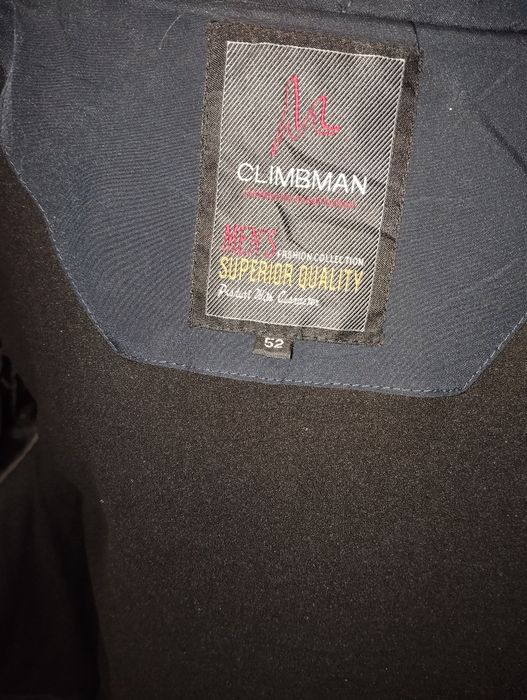 CLIMBMAN
MEN'S
FASHION COLLECTION
SUPERIOR QUALITY
52